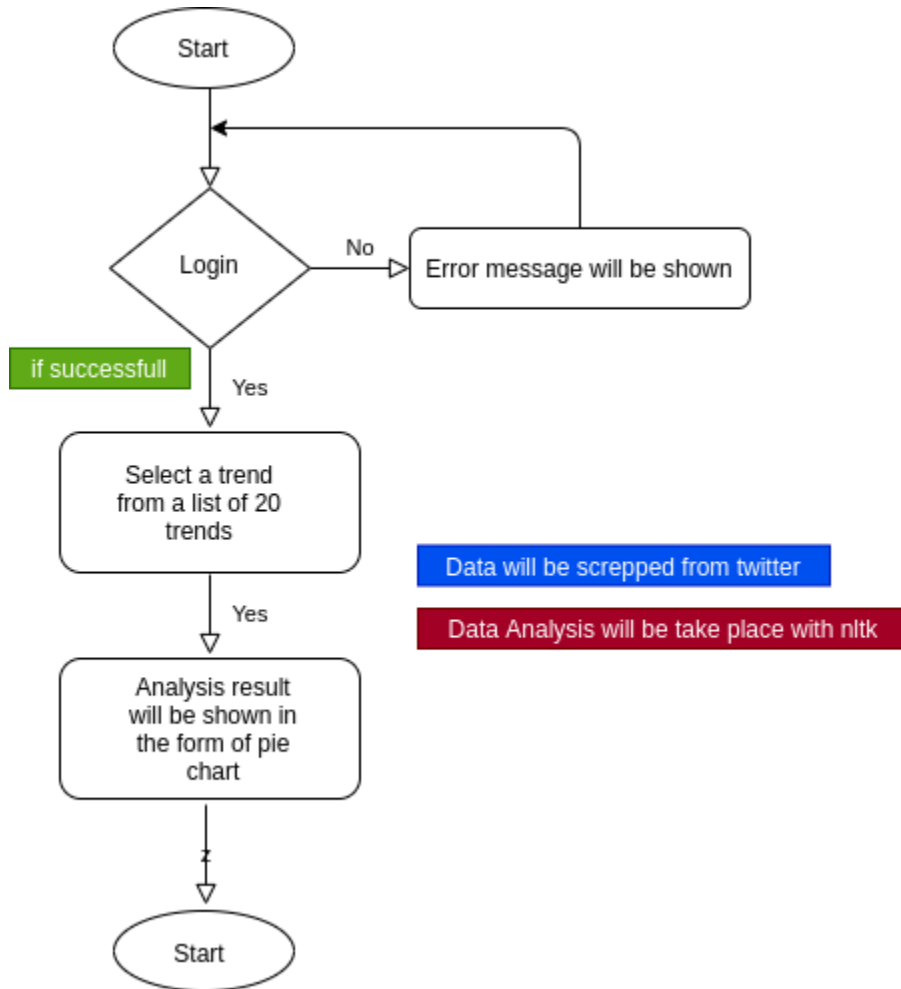 Start
Login
No
Error message will be shown
if successfull
Yes
Select a trend
from a list of 20
trends
Data will be screpped from twitter
Yes
Data Analysis will be take place with nltk
Analysis result
will be shown in
the form of pie
chart
z
Start